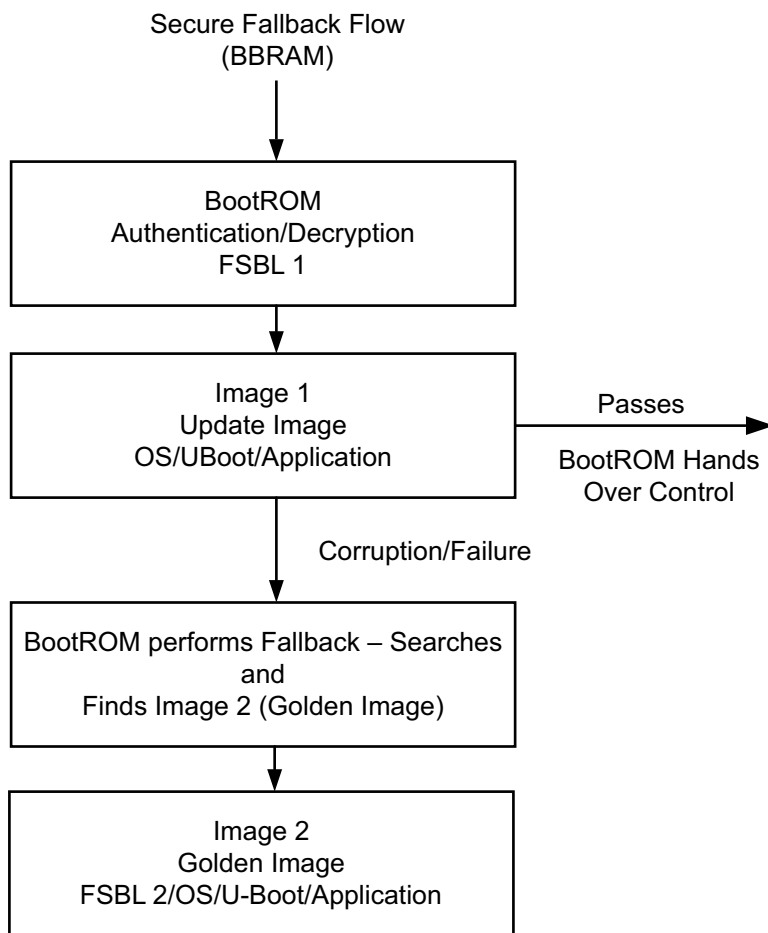 Secure Fallback Flow
(BBRAM)
BootROM
Authentication/Decryption
FSBL 1
Image 1
Update Image
OS/UBoot/Application
Passes
BootROM Hands
Over Control
Corruption/Failure
BootROM performs Fallback – Searches
and
Finds Image 2 (Golden Image)
Image 2
Golden Image
FSBL 2/OS/U-Boot/Application